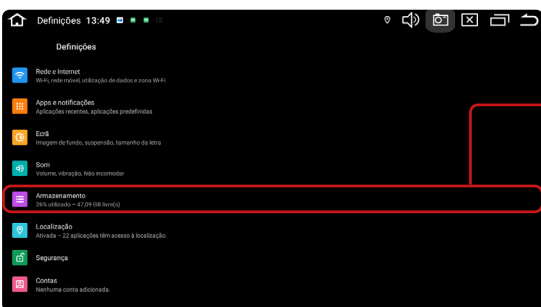 Definições 13:49
Definições
Rede e Internet
Wi-Fi, rede móvel, utilização de dados e zona Wi-Fi
Apps e notificações
Aplicações recentes, aplicações predefinidas
Ecrã
Imagem de fundo, suspensão, tamanho da letra
Som
Volume, vibração, Não incomodar
Armazenamento
26% utilizado – 47,09 GB livre(s)
Localização
Ativada – 22 aplicações têm acesso à localização.
Segurança
Contas
Nenhuma conta adicionada.